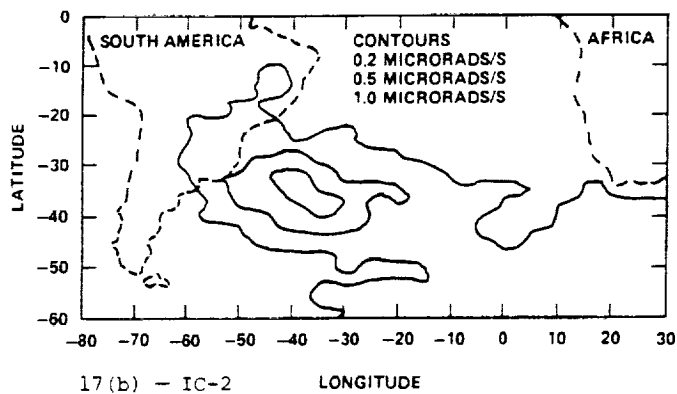 SOUTH AMERICA
CONTOURS
AFRICA
0.2 MICRORADS/S
0.5 MICRORADS/S
1.0 MICRORADS/S
LATITUDE
0
−10
−20
−30
−40
−50
−60
−80 −70 −60 −50 −40 −30 −20 −10 0 10 20 30
17(b) — IC-2 LONGITUDE